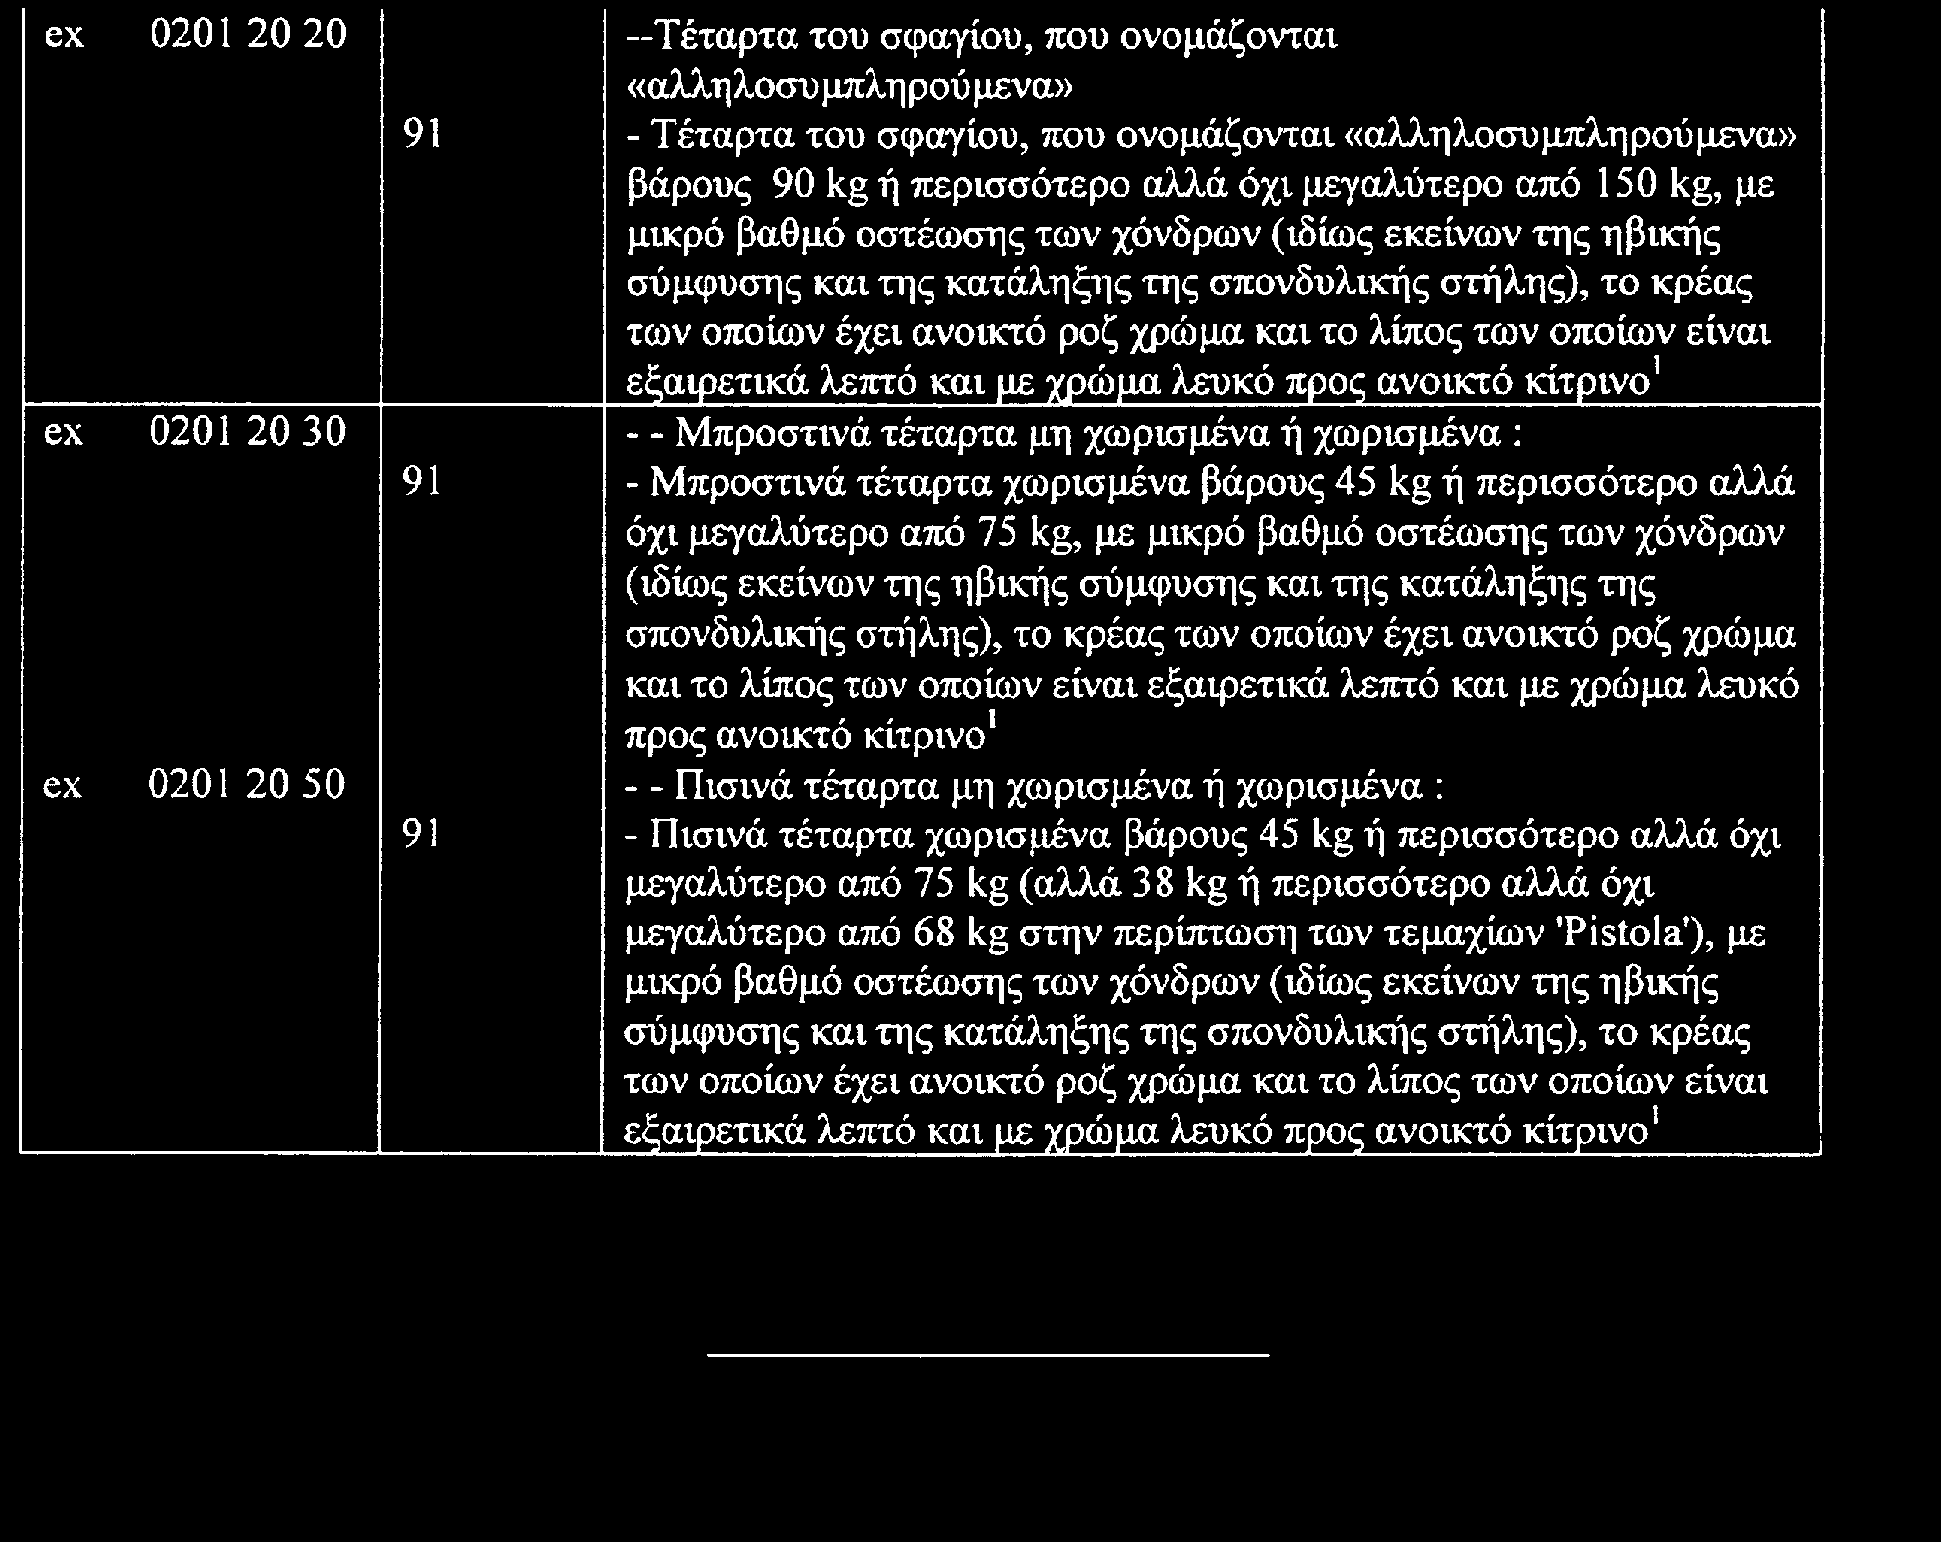 ex 0201 20 20 --Τέταρτα του σφαγίου, που ονομάζονται
«αλληλοσυμπληρούμενα»
91 - Τέταρτα του σφαγίου, που ονομάζονται «αλληλοσυμπληρούμενα»
βάρους 90 kg ή περισσότερο αλλά όχι μεγαλύτερο από 150 kg, με
μικρό βαθμό οστέωσης των χόνδρων (ιδίως εκείνων της ηβικής
σύμφυσης και της κατάληξης της σπονδυλικής στήλης), το κρέας
των οποίων έχει ανοικτό ροζ χρώμα και το λίπος των οποίων είναι
εξαιρετικά λεπτό και με χρώμα λευκό προς ανοικτό κίτρινο¹
ex 0201 20 30 - - Μπροστινά τέταρτα μη χωρισμένα ή χωρισμένα :
91 - Μπροστινά τέταρτα χωρισμένα βάρους 45 kg ή περισσότερο αλλά
όχι μεγαλύτερο από 75 kg, με μικρό βαθμό οστέωσης των χόνδρων
(ιδίως εκείνων της ηβικής σύμφυσης και της κατάληξης της
σπονδυλικής στήλης), το κρέας των οποίων έχει ανοικτό ροζ χρώμα
και το λίπος των οποίων είναι εξαιρετικά λεπτό και με χρώμα λευκό
προς ανοικτό κίτρινο¹
ex 0201 20 50 - - Πισινά τέταρτα μη χωρισμένα ή χωρισμένα :
91 - Πισινά τέταρτα χωρισμένα βάρους 45 kg ή περισσότερο αλλά όχι
μεγαλύτερο από 75 kg (αλλά 38 kg ή περισσότερο αλλά όχι
μεγαλύτερο από 68 kg στην περίπτωση των τεμαχίων 'Pistola'), με
μικρό βαθμό οστέωσης των χόνδρων (ιδίως εκείνων της ηβικής
σύμφυσης και της κατάληξης της σπονδυλικής στήλης), το κρέας
των οποίων έχει ανοικτό ροζ χρώμα και το λίπος των οποίων είναι
εξαιρετικά λεπτό και με χρώμα λευκό προς ανοικτό κίτρινο¹